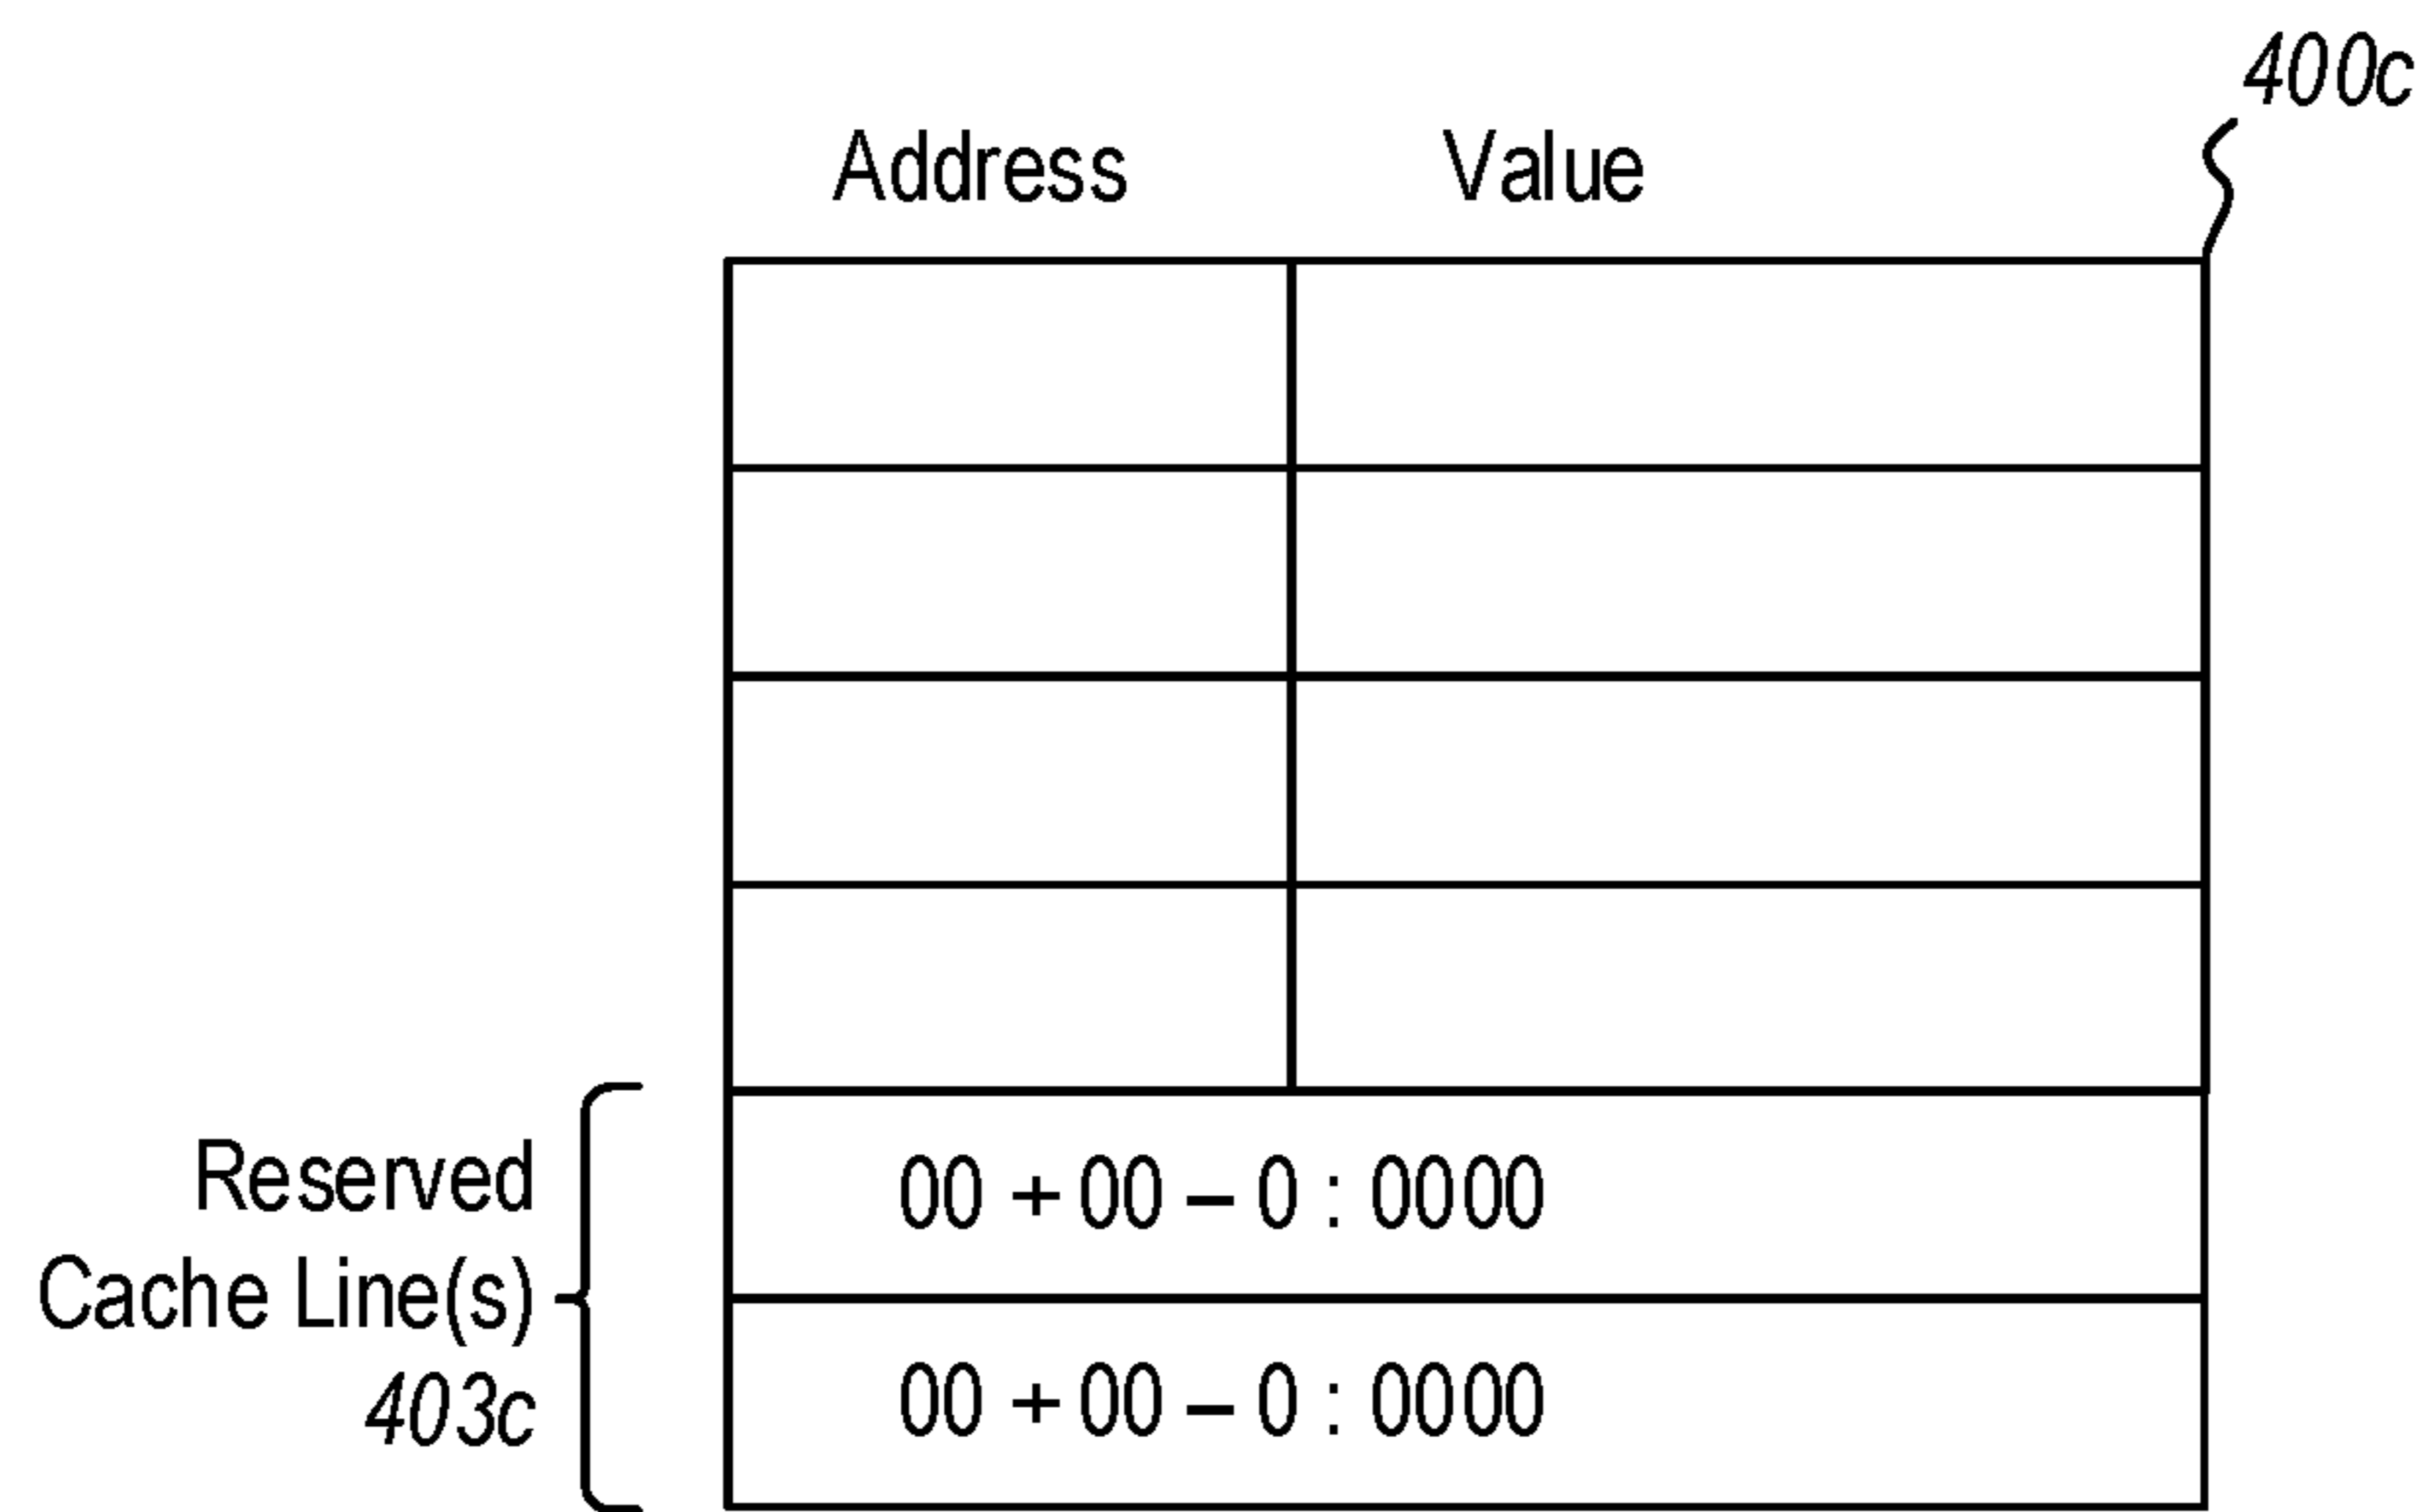 400c
Address Value
Reserved
Cache Line(s)
403c
00 + 00 – 0 : 0000
00 + 00 – 0 : 0000